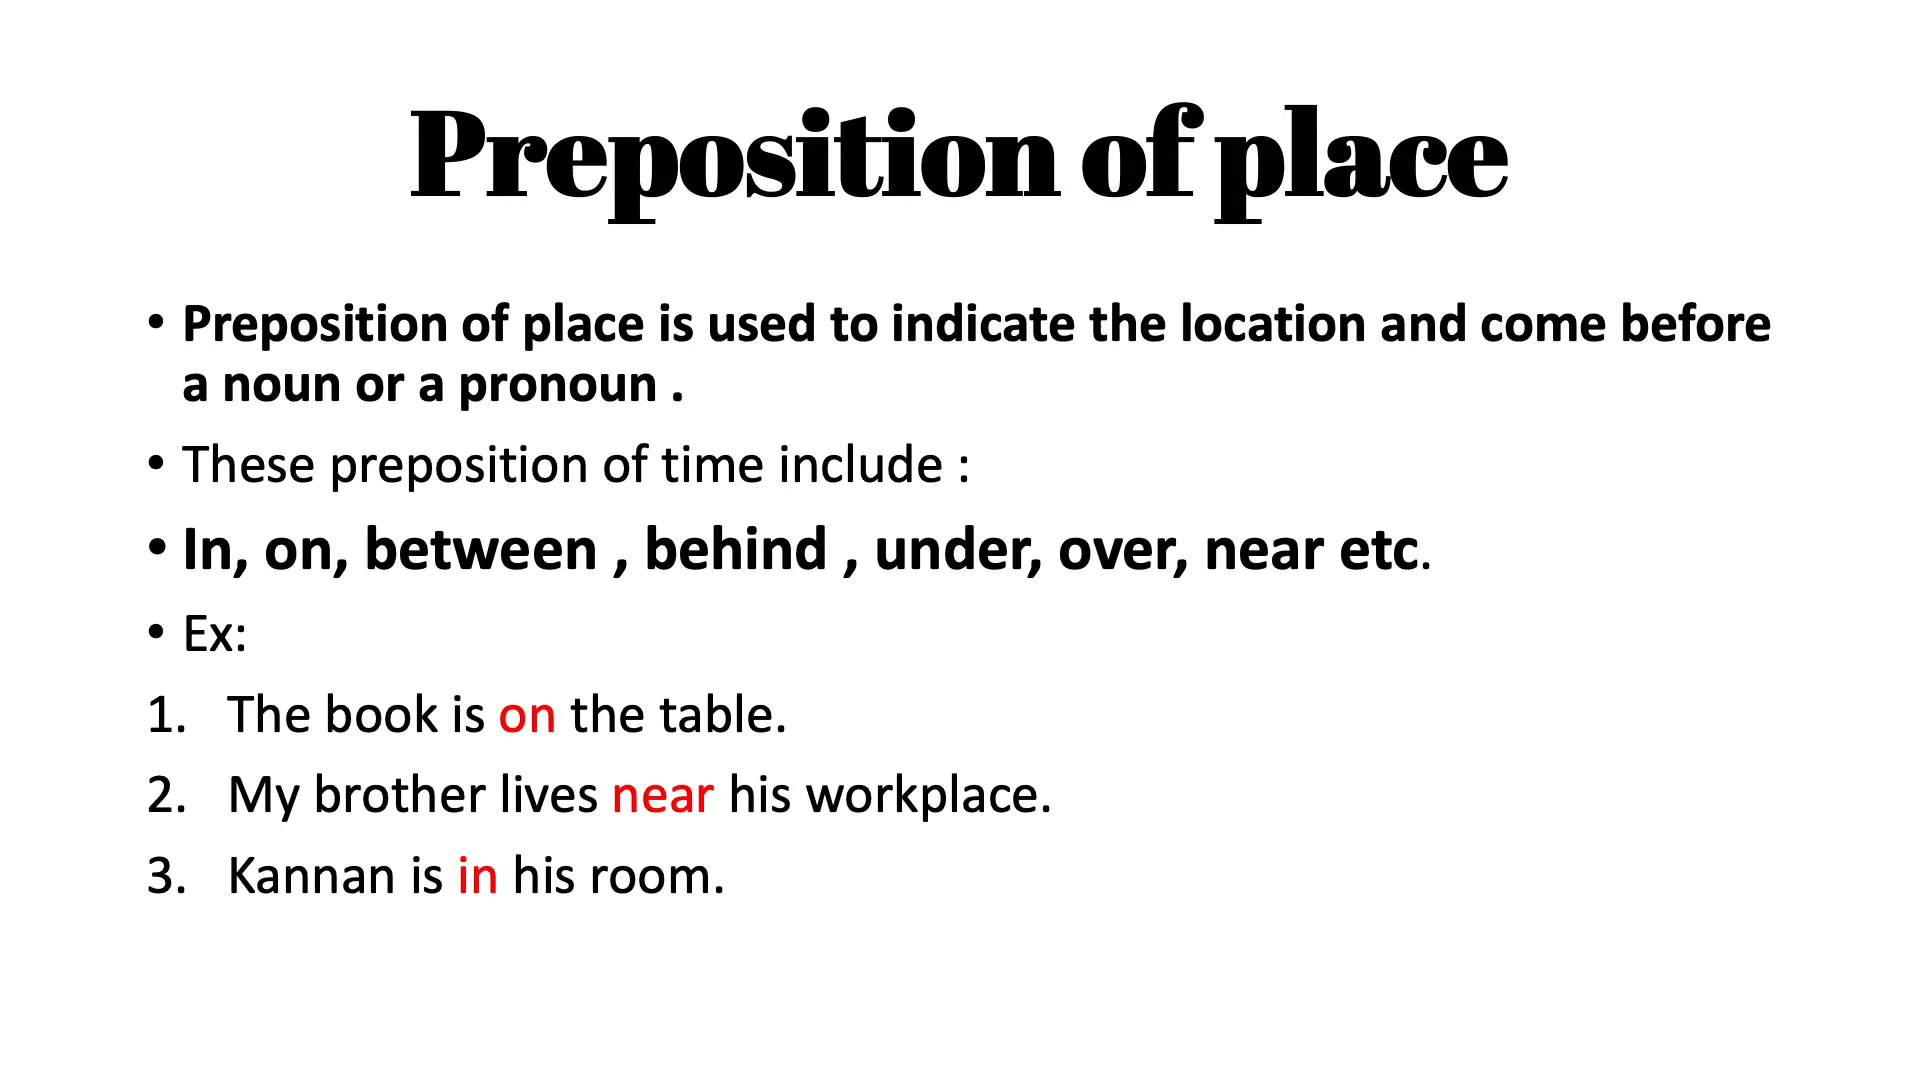 Preposition of place
• Preposition of place is used to indicate the location and come before
a noun or a pronoun .
• These preposition of time include :
• In, on, between , behind , under, over, near etc.
• Ex:
1. The book is on the table.
2. My brother lives near his workplace.
3. Kannan is in his room.